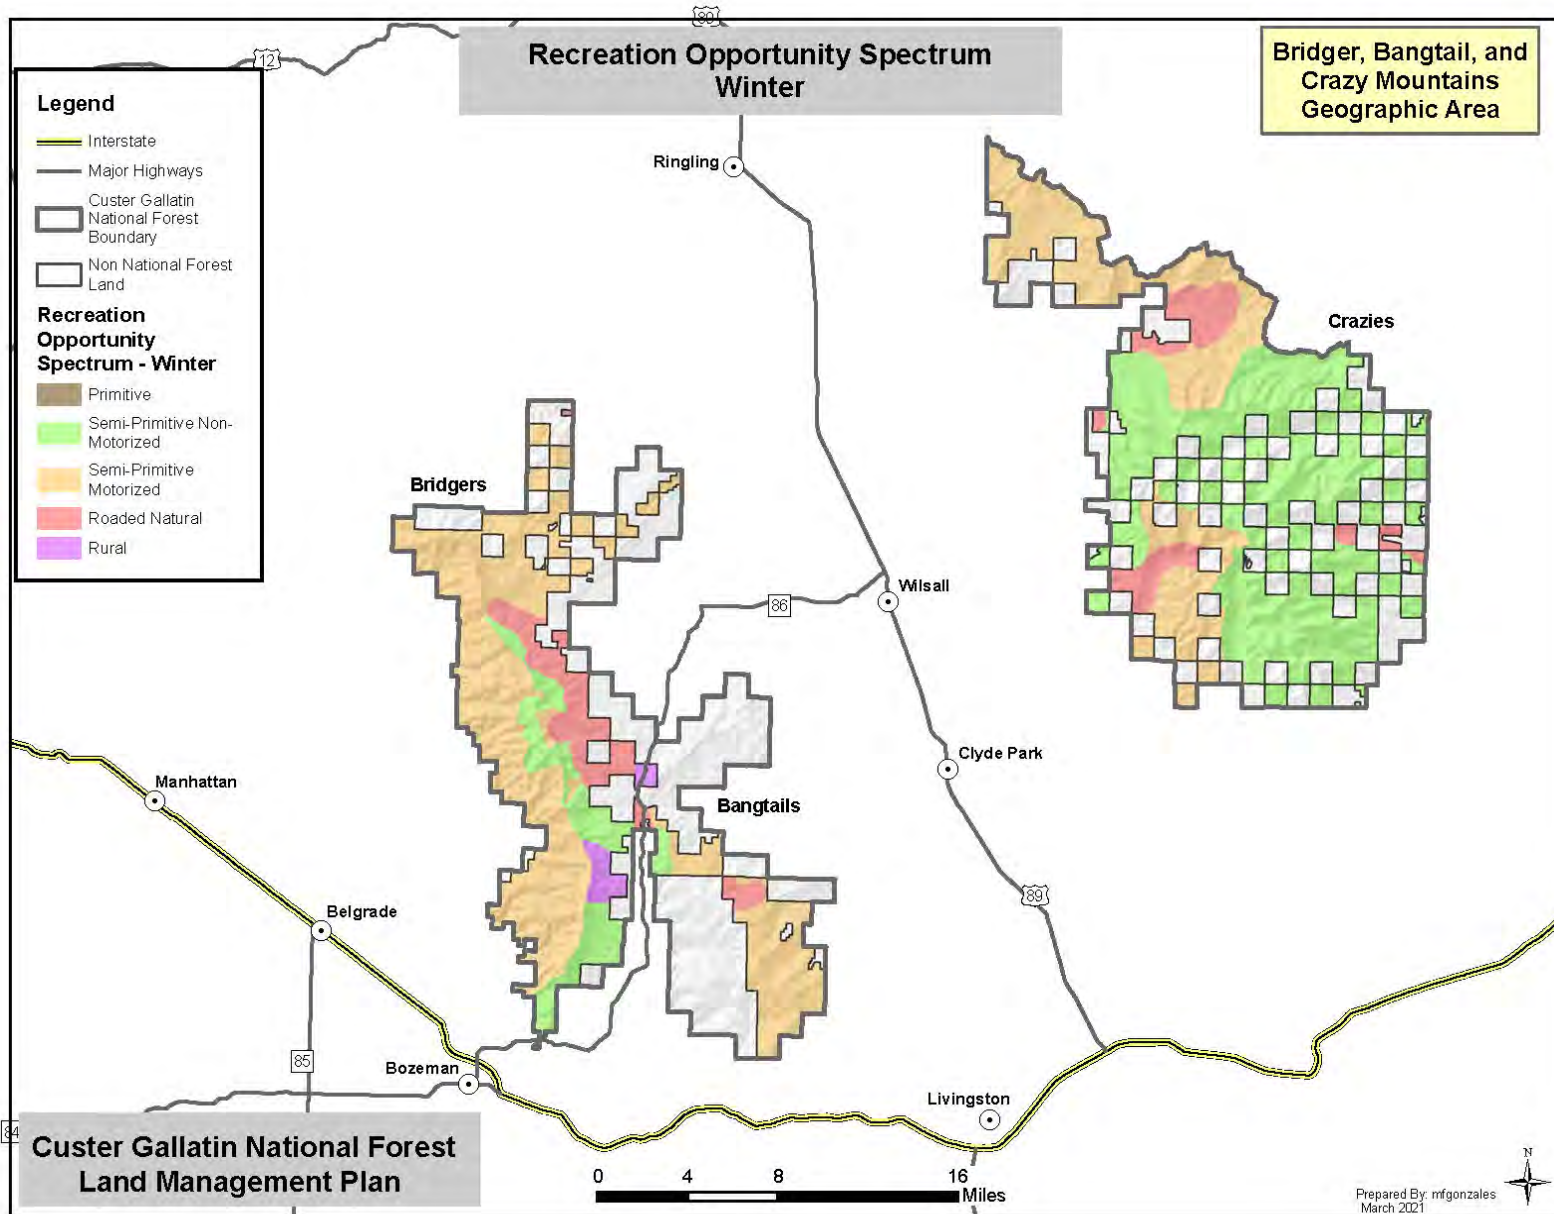 80
12
Recreation Opportunity Spectrum
Winter
Bridger, Bangtail, and
Crazy Mountains
Geographic Area
Legend
Interstate
Major Highways
Custer Gallatin
National Forest
Boundary
Non National Forest
Land
Recreation
Opportunity
Spectrum - Winter
Primitive
Semi-Primitive Non-
Motorized
Semi-Primitive
Motorized
Roaded Natural
Rural
Ringling
Crazies
Bridgers
Wilsall
86
Clyde Park
Manhattan
Bangtails
89
Belgrade
85
Bozeman
Livingston
84
Custer Gallatin National Forest
Land Management Plan
0 4 8 16
Miles
N
Prepared By: mfgonzales
March 2021